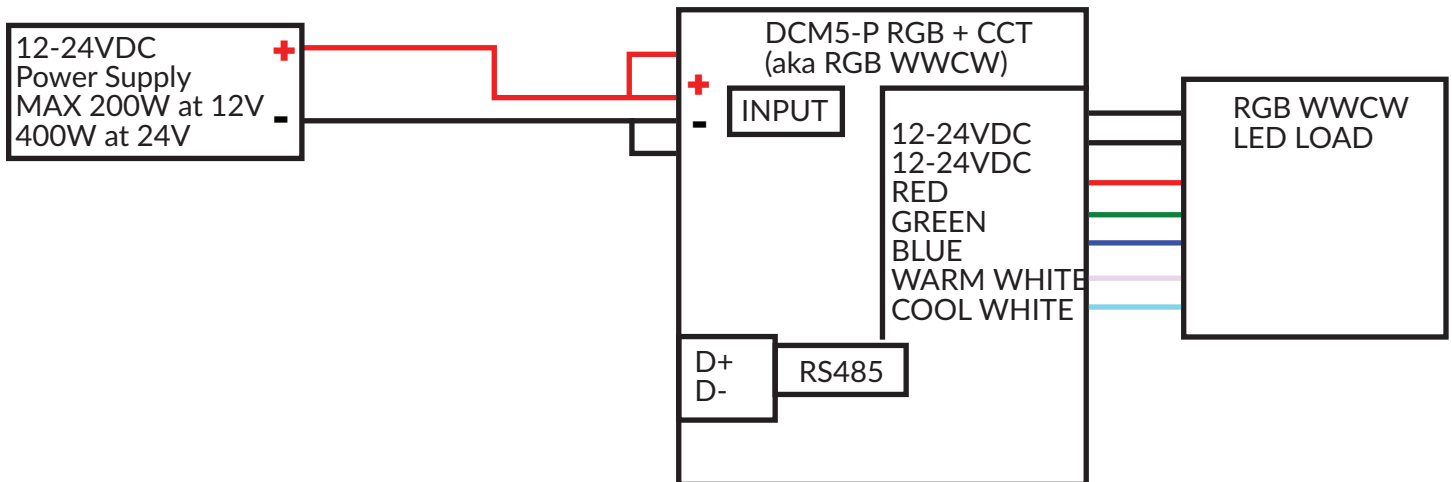 12-24VDC
Power Supply
MAX 200W at 12V
400W at 24V
+
-
DCM5-P RGB + CCT
(aka RGB WWCW)
+
-
INPUT
12-24VDC
12-24VDC
RED
GREEN
BLUE
WARM WHITE
COOL WHITE
D+
D-
RS485
RGB WWCW
LED LOAD